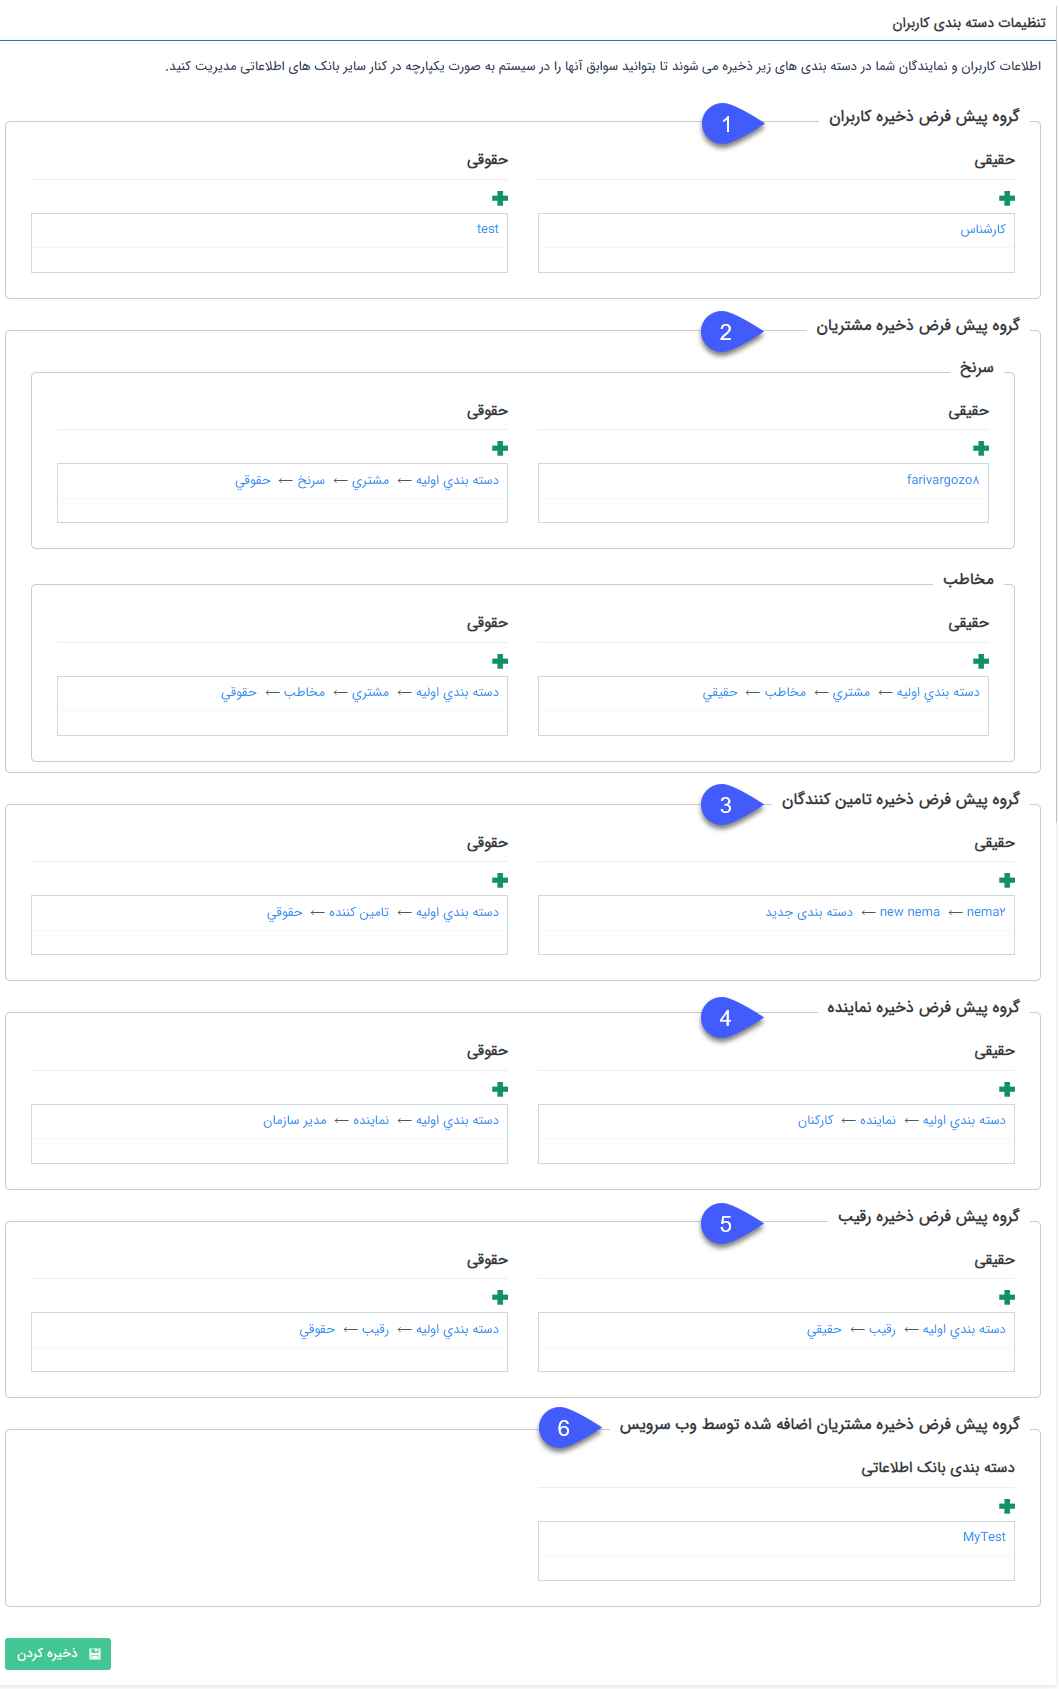 تنظیمات دسته بندی کاربران
اطلاعات کاربران و نمایندگان شما در دسته بندی های زیر ذخیره می شوند تا بتوانید سوابق آنها را در سیستم به صورت یکپارچه در کنار سایر بانک های اطلاعاتی مدیریت کنید.
گروه پیش فرض ذخیره کاربران 1
حقیقی
حقوقی
کارشناس
test
گروه پیش فرض ذخیره مشتریان 2
سرنخ
حقیقی
حقوقی
farivargozo۸
دسته بندي اوليه ← مشتري ← سرنخ ← حقوقي
مخاطب
حقیقی
حقوقی
دسته بندي اوليه ← مشتري ← مخاطب ← حقيقي
دسته بندي اوليه ← مشتري ← مخاطب ← حقوقي
گروه پیش فرض ذخیره تامین کنندگان 3
حقیقی
حقوقی
nema۲ ← new nema ← دسته بندی جدید
دسته بندي اوليه ← تامين كننده ← حقوقي
گروه پیش فرض ذخیره نماینده 4
حقیقی
حقوقی
دسته بندي اوليه ← نماينده ← كاركنان
دسته بندي اوليه ← نماينده ← مدير سازمان
گروه پیش فرض ذخیره رقیب 5
حقیقی
حقوقی
دسته بندي اوليه ← رقيب ← حقيقي
دسته بندي اوليه ← رقيب ← حقوقي
گروه پیش فرض ذخیره مشتریان اضافه شده توسط وب سرویس 6
دسته بندی بانک اطلاعاتی
MyTest
ذخیره کردن